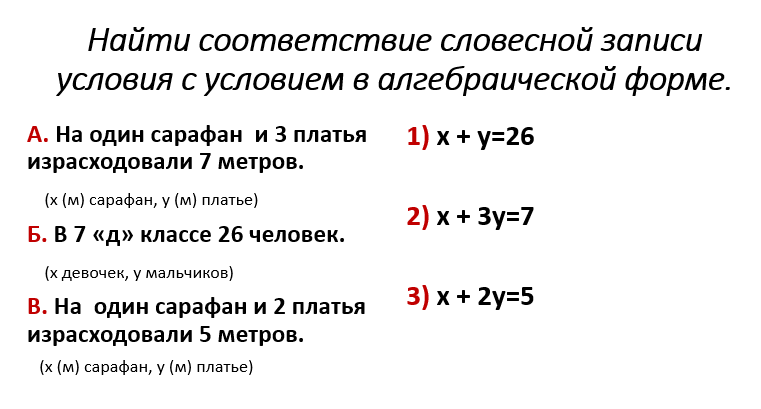 Найти соответствие словесной записи
условия с условием в алгебраической форме.
А. На один сарафан и 3 платья
израсходовали 7 метров.
(х (м) сарафан, у (м) платье)
Б. В 7 «д» классе 26 человек.
(х девочек, у мальчиков)
В. На один сарафан и 2 платья
израсходовали 5 метров.
(х (м) сарафан, у (м) платье)
1) х + у=26
2) х + 3у=7
3) х + 2у=5